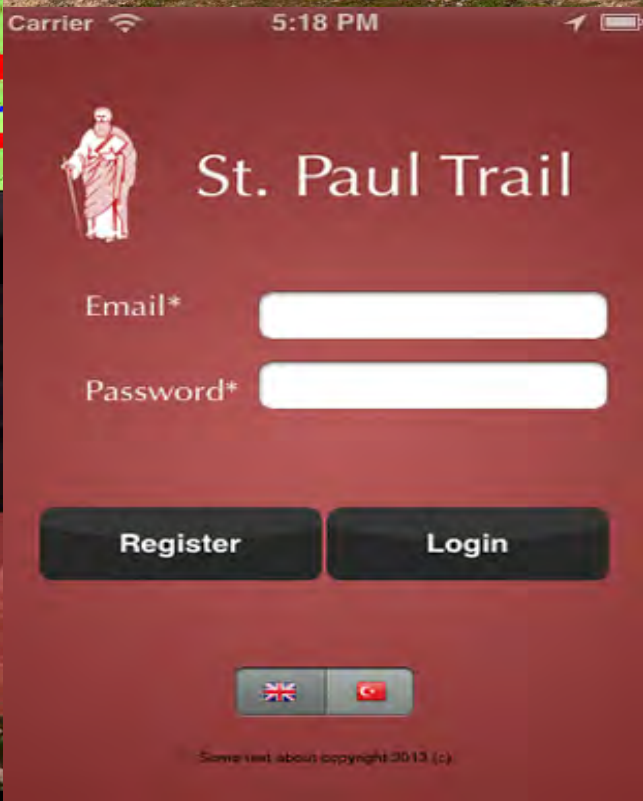 Carrier 5:18 PM
St. Paul Trail
Email*
Password*
Register Login
Some text about copyright 2013 (c)